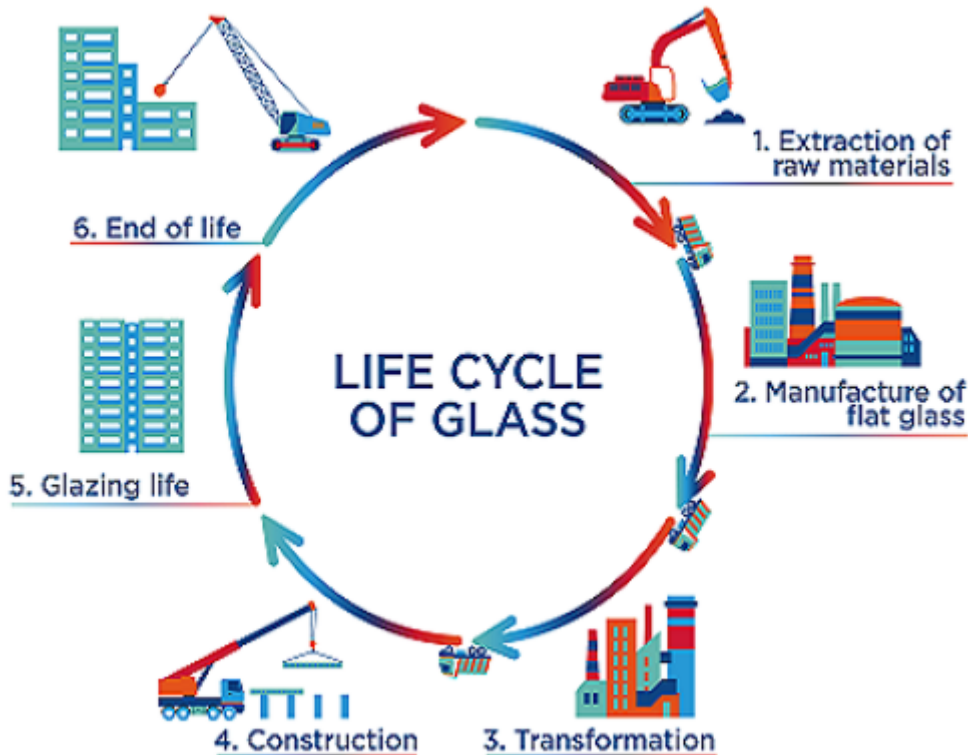 LIFE CYCLE
OF GLASS
1. Extraction of
raw materials
2. Manufacture of
flat glass
3. Transformation
4. Construction
5. Glazing life
6. End of life